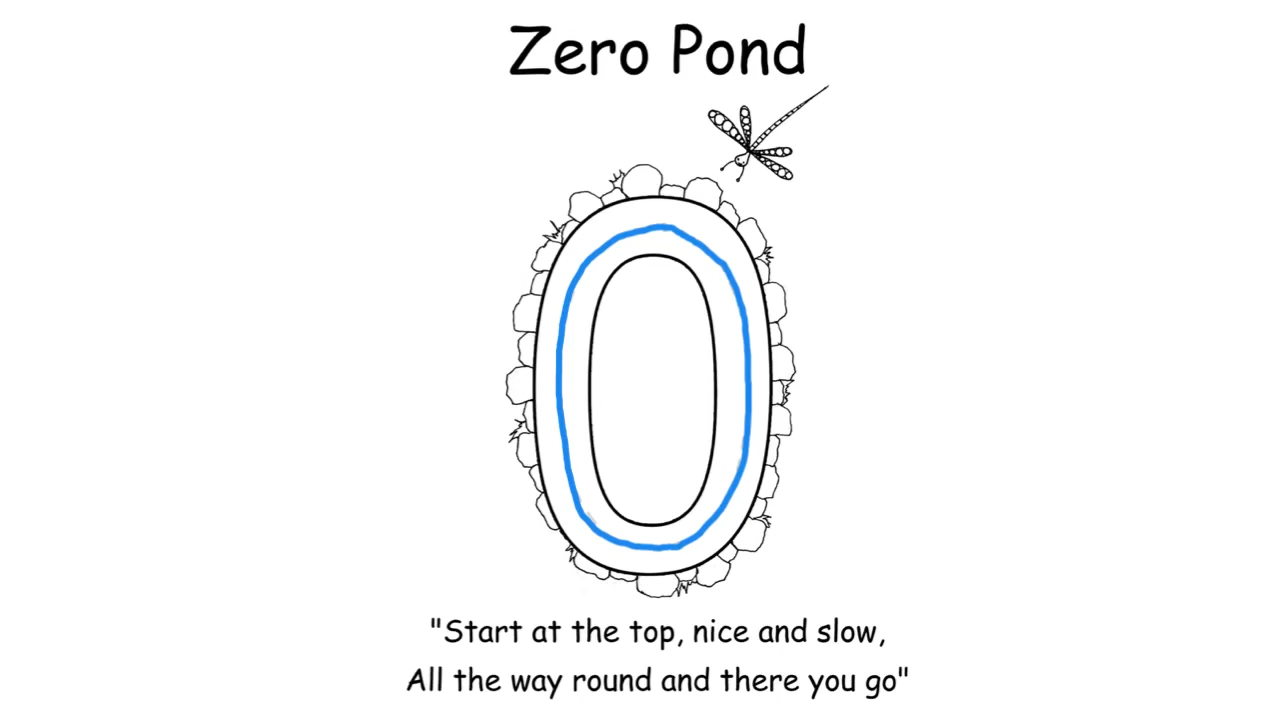 Zero Pond
"Start at the top, nice and slow,
All the way round and there you go"